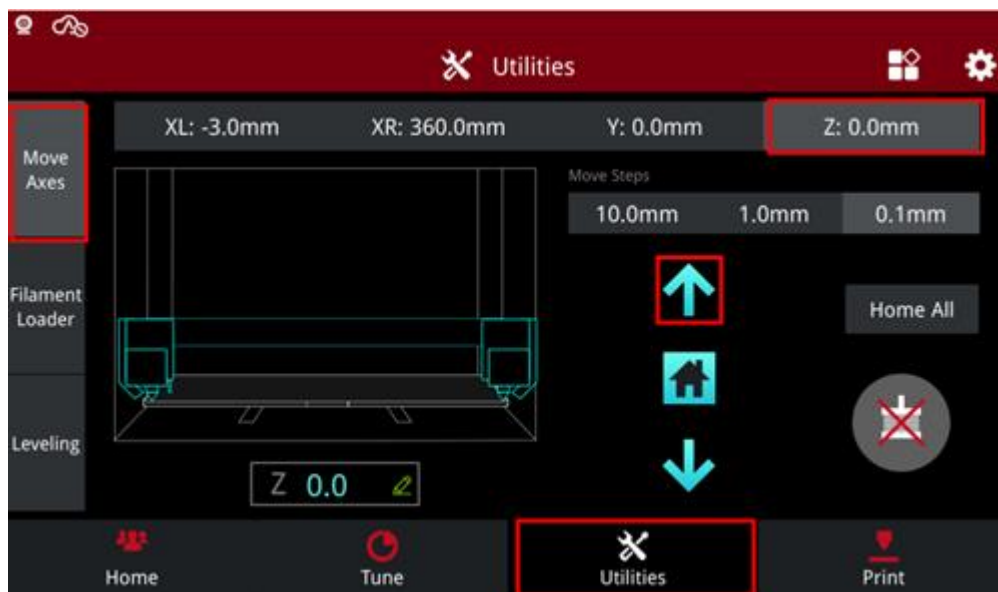 Utilities
XL: -3.0mm XR: 360.0mm Y: 0.0mm Z: 0.0mm
Move
Axes
Move Steps
10.0mm 1.0mm 0.1mm
Filament
Loader
Home All
Leveling
Z 0.0
Home Tune Utilities Print